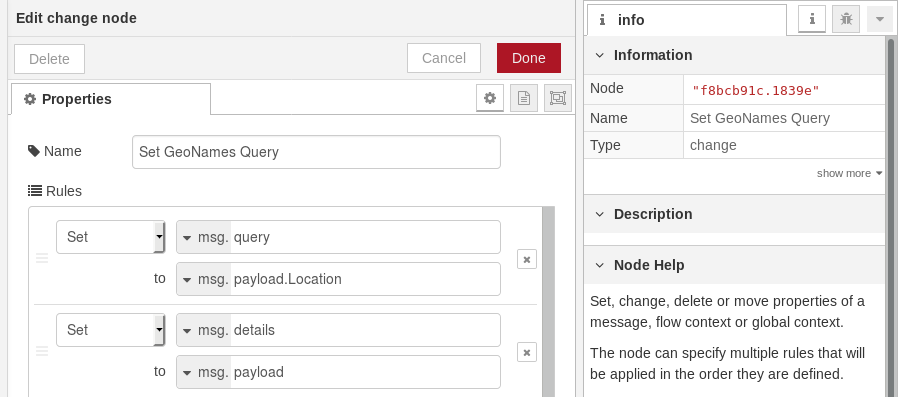 Edit change node
Delete
Cancel
Done
Properties
Name
Set GeoNames Query
Rules
Set
msg. query
to
msg. payload.Location
Set
msg. details
to
msg. payload
info
Information
Node "f8bcb91c.1839e"
Name Set GeoNames Query
Type change
show more
Description
Node Help
Set, change, delete or move properties of a
message, flow context or global context.
The node can specify multiple rules that will
be applied in the order they are defined.